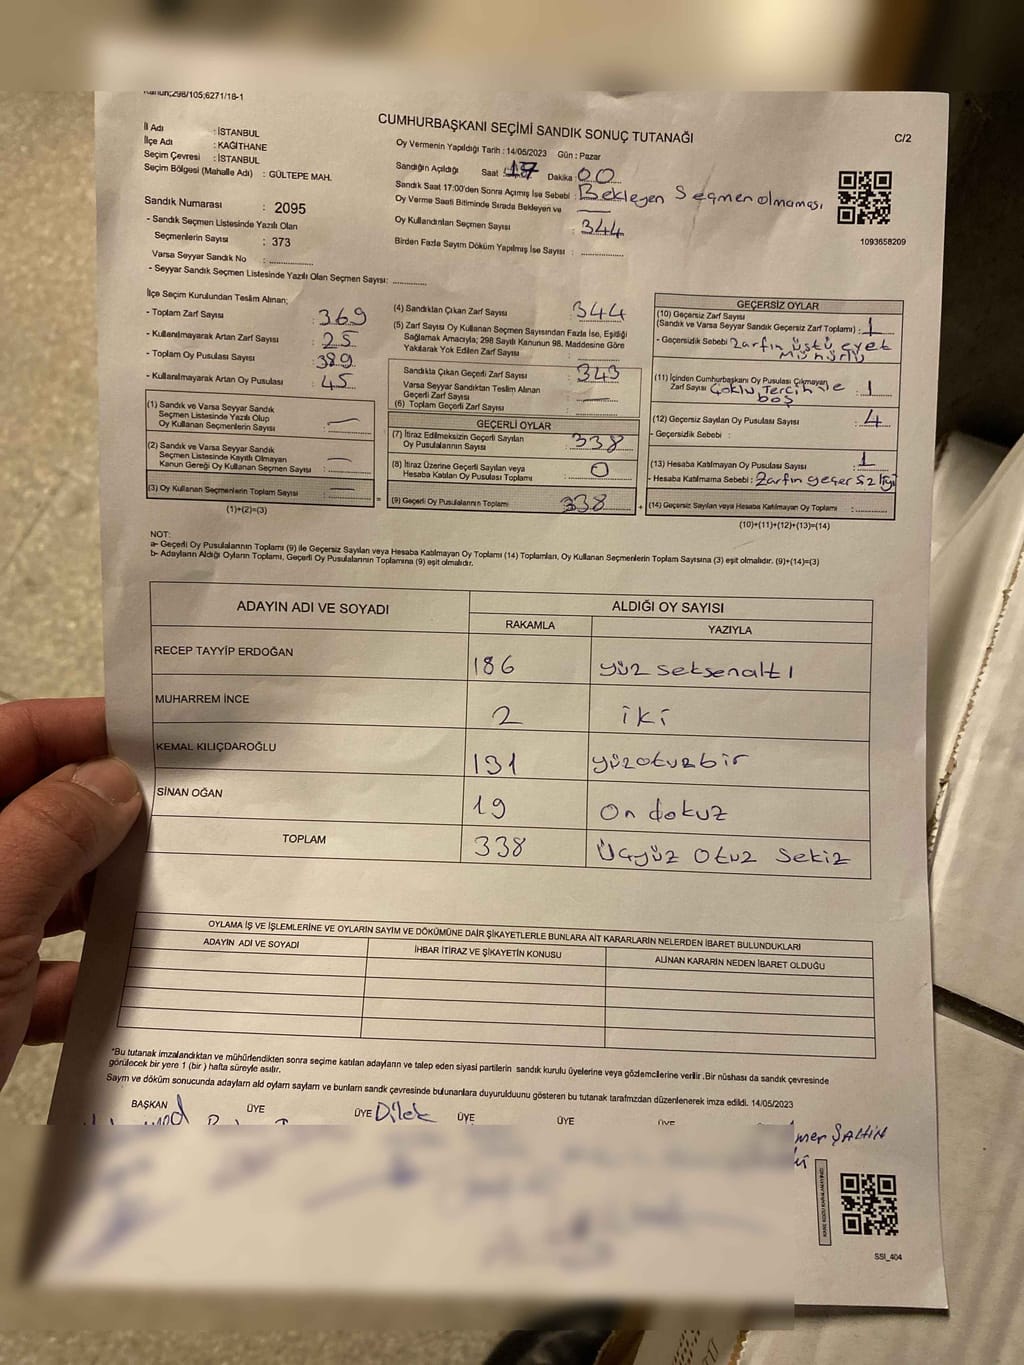 Kanun;298/105;6271/18-1
CUMHURBAŞKANI SEÇİMİ SANDIK SONUÇ TUTANAĞI
C/2
İl Adı : İSTANBUL
İlçe Adı : KAĞITHANE
Seçim Çevresi : İSTANBUL
Seçim Bölgesi (Mahalle Adı) : GÜLTEPE MAH.
Sandık Numarası : 2095
- Sandık Seçmen Listesinde Yazılı Olan
Seçmenlerin Sayısı : 373
Varsa Seyyar Sandık No : ..............
- Seyyar Sandık Seçmen Listesinde Yazılı Olan Seçmen Sayısı: ..............
Oy Vermenin Yapıldığı Tarih : 14/05/2023 Gün : Pazar
Sandığın Açıldığı Saat : 17 Dakika : 00
Sandık Saat 17:00'den Sonra Açımış İse Sebebi : Bekleyen Seçmen olmaması
Oy Verme Saati Bitiminde Sırada Bekleyen ve
Oy Kullandırılan Seçmen Sayısı : 344
Birden Fazla Sayım Döküm Yapılmış İse Sayısı : ..............
1093658209
İlçe Seçim Kurulundan Teslim Alınan;
- Toplam Zarf Sayısı : 369
- Kullanılmayarak Artan Zarf Sayısı : 25
- Toplam Oy Pusulası Sayısı : 389
- Kullanılmayarak Artan Oy Pusulası : 45
(1) Sandık ve Varsa Seyyar Sandık
Seçmen Listesinde Yazılı Olup
Oy Kullanan Seçmenlerin Sayısı : —
(2) Sandık ve Varsa Seyyar Sandık
Seçmen Listesinde Kayıtlı Olmayan
Kanun Gereği Oy Kullanan Seçmen Sayısı : —
(3) Oy Kullanan Seçmenlerin Toplam Sayısı : —
(1)+(2)=(3)
(4) Sandıktan Çıkan Zarf Sayısı : 344
(5) Zarf Sayısı Oy Kullanan Seçmen Sayısından Fazla İse, Eşitliği
Sağlamak Amacıyla; 298 Sayılı Kanunun 98. Maddesine Göre
Yakılarak Yok Edilen Zarf Sayısı : ..............
Sandıkta Çıkan Geçerli Zarf Sayısı : 343
Varsa Seyyar Sandıktan Teslim Alınan
Geçerli Zarf Sayısı : —
(6) Toplam Geçerli Zarf Sayısı : ..............
GEÇERLİ OYLAR
(7) İtiraz Edilmeksizin Geçerli Sayılan
Oy Pusulalarının Sayısı : 338
(8) İtiraz Üzerine Geçerli Sayılan veya
Hesaba Katılan Oy Pusulası Toplamı : 0
= (9) Geçerli Oy Pusulalarının Toplamı : 338 +
GEÇERSİZ OYLAR
(10) Geçersiz Zarf Sayısı
(Sandık ve Varsa Seyyar Sandık Geçersiz Zarf Toplamı) : 1
- Geçersizlik Sebebi : Zarfın üstü evet
Mühürlü
(11) İçinden Cumhurbaşkanı Oy Pusulası Çıkmayan
Zarf Sayısı : Çoklu Tercih ile : 1
boş
(12) Geçersiz Sayılan Oy Pusulası Sayısı : 4
- Geçersizlik Sebebi :
(13) Hesaba Katılmayan Oy Pusulası Sayısı : 1
- Hesaba Katılmama Sebebi : Zarfın geçersizliği
(14) Geçersiz Sayılan veya Hesaba Katılmayan Oy Toplamı : ..............
(10)+(11)+(12)+(13)=(14)
NOT:
a- Geçerli Oy Pusulalarının Toplamı (9) ile Geçersiz Sayılan veya Hesaba Katılmayan Oy Toplamı (14) Toplamları, Oy Kullanan Seçmenlerin Toplam Sayısına (3) eşit olmalıdır. (9)+(14)=(3)
b- Adayların Aldığı Oyların Toplamı, Geçerli Oy Pusulalarının Toplamına (9) eşit olmalıdır.
ADAYIN ADI VE SOYADI
ALDIĞI OY SAYISI
RAKAMLA YAZIYLA
RECEP TAYYİP ERDOĞAN 186 yüz seksenaltı
MUHARREM İNCE 2 iki
KEMAL KILIÇDAROĞLU 131 yüzotuzbir
SİNAN OĞAN 19 On dokuz
TOPLAM 338 Üçyüz Otuz Sekiz
OYLAMA İŞ VE İŞLEMLERİNE VE OYLARIN SAYIM VE DÖKÜMÜNE DAİR ŞİKAYETLERLE BUNLARA AİT KARARLARIN NELERDEN İBARET BULUNDUKLARI
ADAYIN ADI VE SOYADI İHBAR İTİRAZ VE ŞİKAYETİN KONUSU ALINAN KARARIN NEDEN İBARET OLDUĞU
*Bu tutanak imzalandıktan ve mühürlendikten sonra seçime katılan adayların ve talep eden siyasi partilerin sandık kurulu üyelerine veya gözlemcilerine verilir .Bir nüshası da sandık çevresinde
görülecek bir yere 1 (bir ) hafta süreyle asılır.
Sayım ve döküm sonucunda adayların aldı oyların sayıları ve bunların sandık çevresinde bulunanlara duyurulduunu gösteren bu tutanak tarafımzdan düzenlenerek imza edildi. 14/05/2023
BAŞKAN ÜYE ÜYE Dilek ÜYE ÜYE ÜYE
ŞAHİN
SSI_404